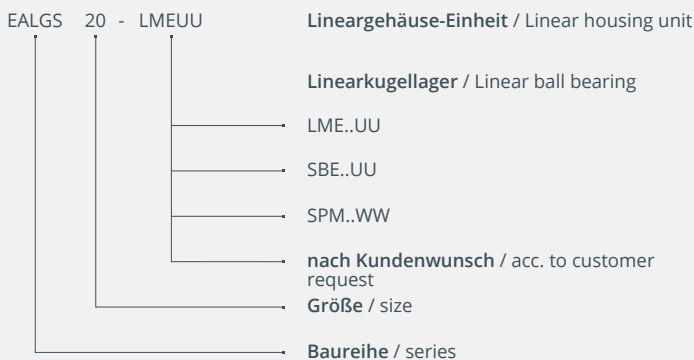 EALGS 20 - LMEUU Lineargehäuse-Einheit / Linear housing unit
Linearkugellager / Linear ball bearing
LME..UU
SBE..UU
SPM..WW
nach Kundenwunsch / acc. to customer
request
Größe / size
Baureihe / series